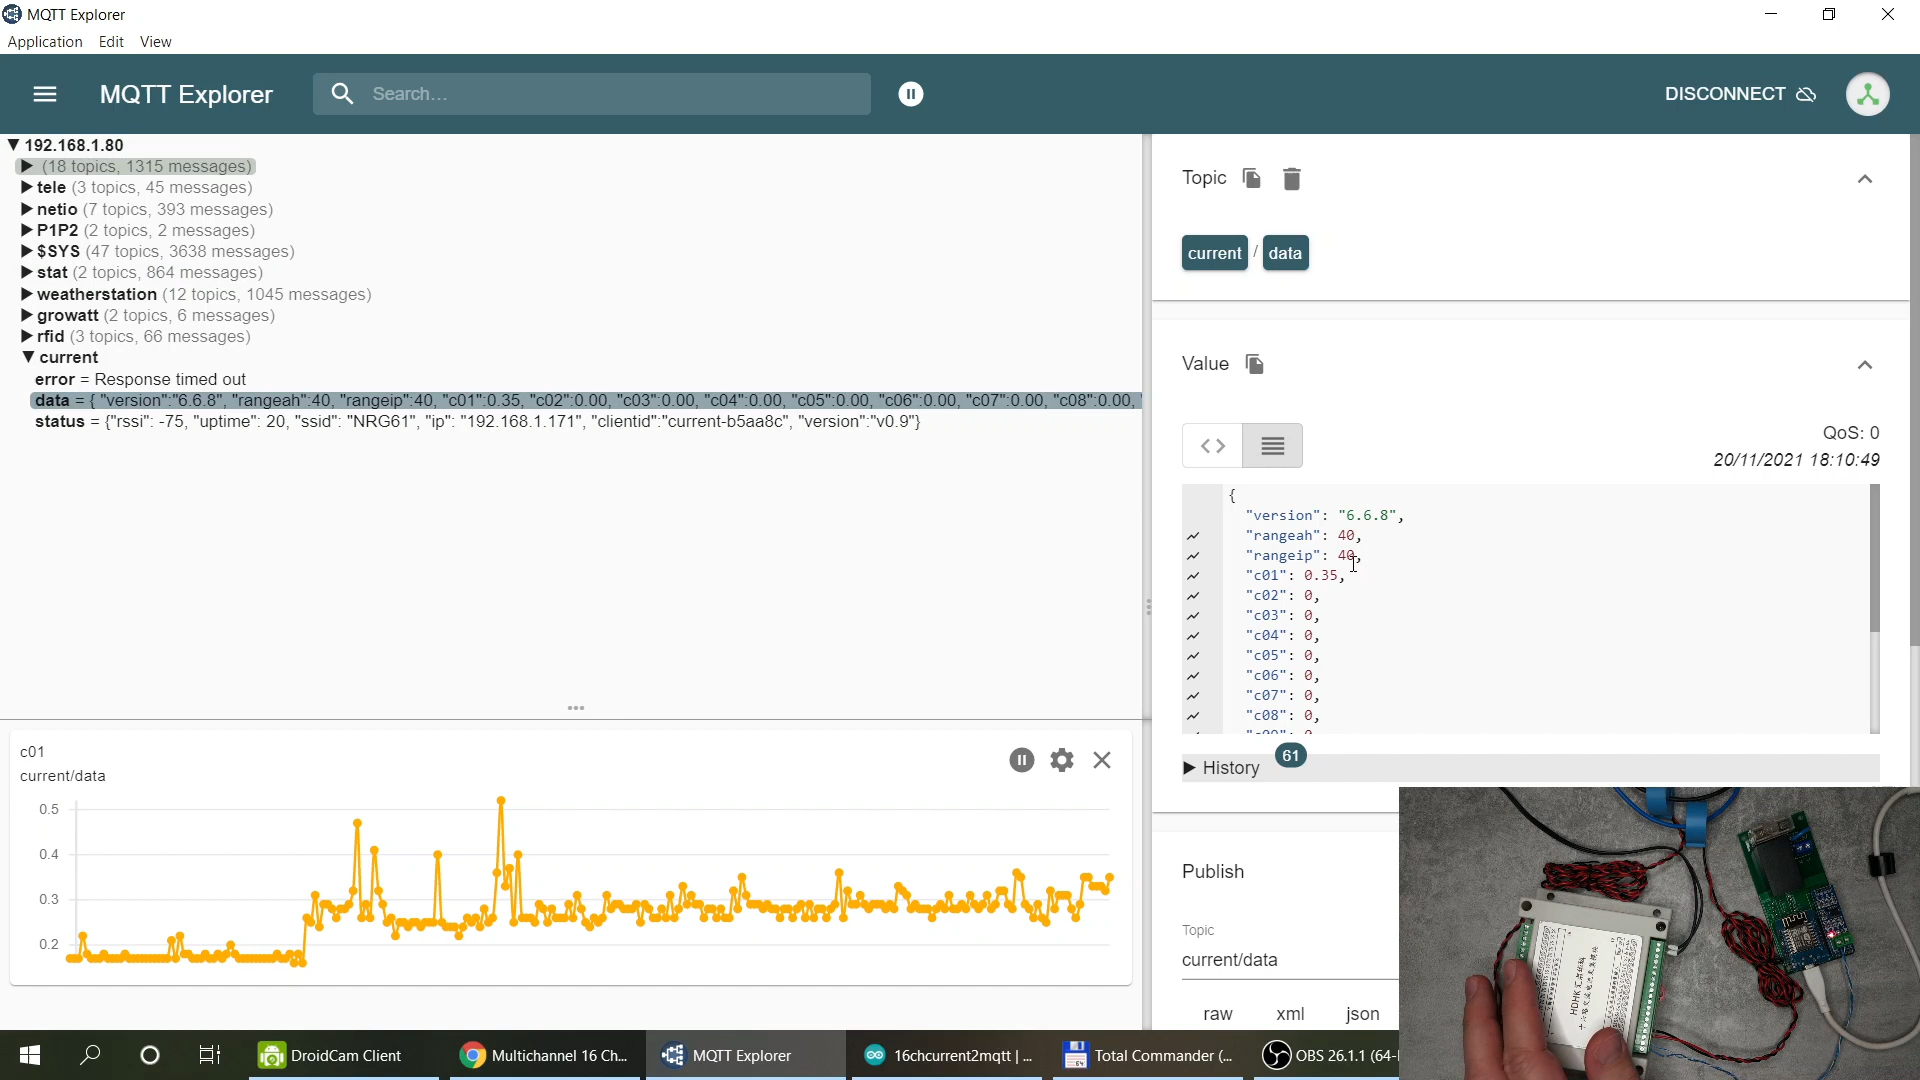 MQTT Explorer
Application Edit View
MQTT Explorer
Search...
DISCONNECT
192.168.1.80
(18 topics, 1315 messages)
tele (3 topics, 45 messages)
netio (7 topics, 393 messages)
P1P2 (2 topics, 2 messages)
$SYS (47 topics, 3638 messages)
stat (2 topics, 864 messages)
weatherstation (12 topics, 1045 messages)
growatt (2 topics, 6 messages)
rfid (3 topics, 66 messages)
current
error = Response timed out
data = { "version":"6.6.8", "rangeah":40, "rangeip":40, "c01":0.35, "c02":0.00, "c03":0.00, "c04":0.00, "c05":0.00, "c06":0.00, "c07":0.00, "c08":0.00,
status = {"rssi": -75, "uptime": 20, "ssid": "NRG61", "ip": "192.168.1.171", "clientid":"current-b5aa8c", "version":"v0.9"}
c01
current/data
0.5
0.4
0.3
0.2
Topic
current / data
Value
QoS: 0
20/11/2021 18:10:49
{
"version": "6.6.8",
"rangeah": 40,
"rangeip": 40,
"c01": 0.35,
"c02": 0,
"c03": 0,
"c04": 0,
"c05": 0,
"c06": 0,
"c07": 0,
"c08": 0,
"c09": 0
History 61
Publish
Topic
current/data
raw xml json
HDHK
DroidCam Client
Multichannel 16 Ch...
MQTT Explorer
16chcurrent2mqtt | ...
Total Commander (...
OBS 26.1.1 (64-